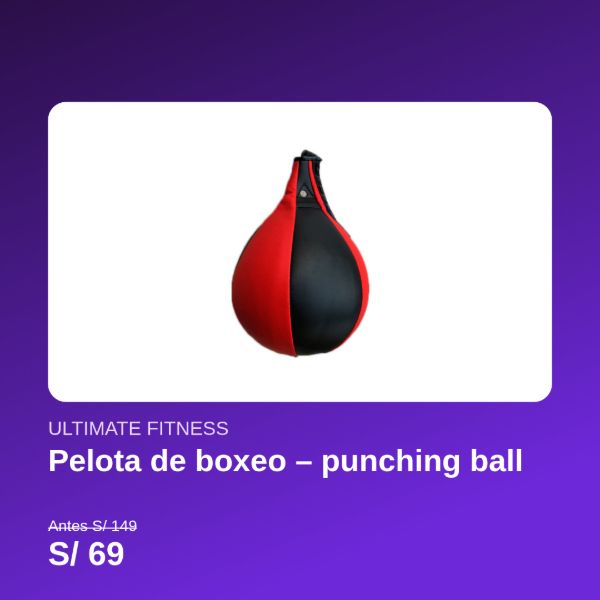 ULTIMATE FITNESS
Pelota de boxeo – punching ball
Antes S/ 149
S/ 69